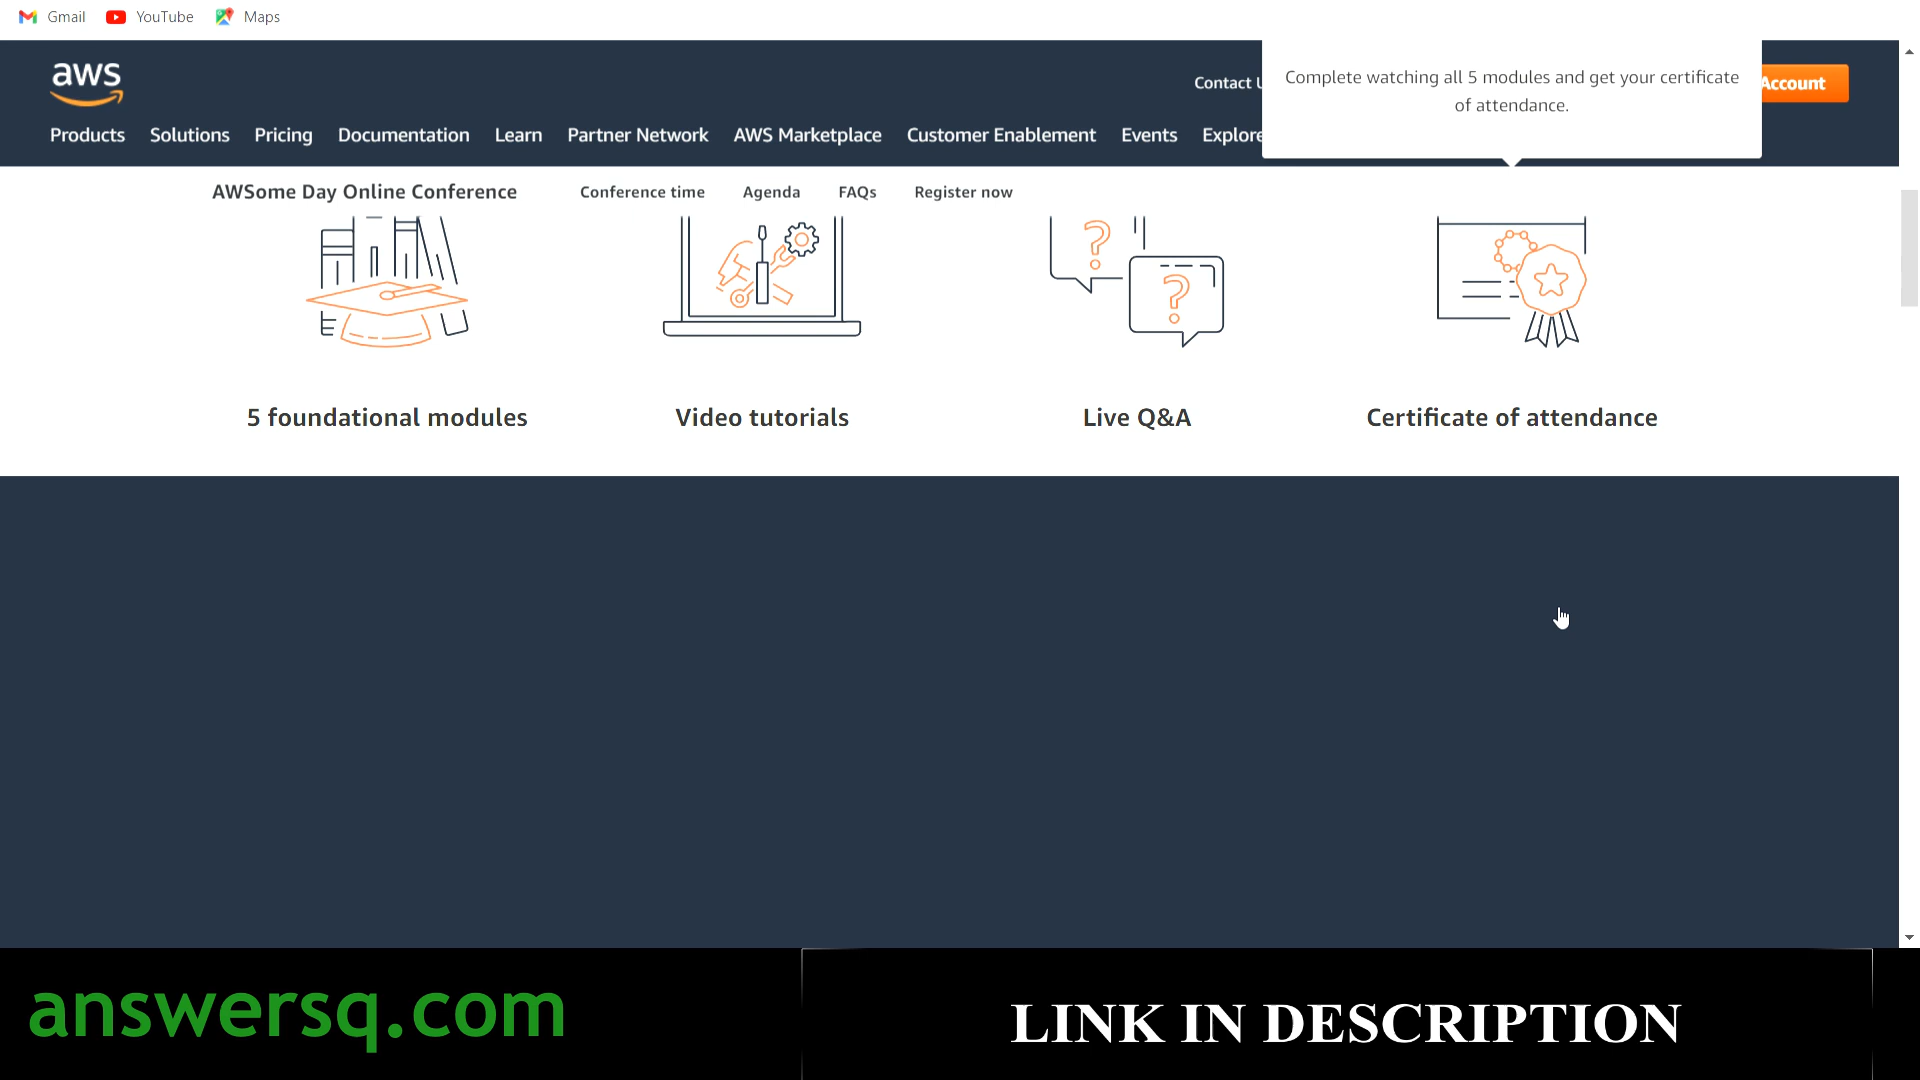 Gmail YouTube Maps
aws
Contact U
Complete watching all 5 modules and get your certificate
of attendance.
Account
Products Solutions Pricing Documentation Learn Partner Network AWS Marketplace Customer Enablement Events Explore
AWSome Day Online Conference Conference time Agenda FAQs Register now
5 foundational modules Video tutorials Live Q&A Certificate of attendance
answersq.com
LINK IN DESCRIPTION